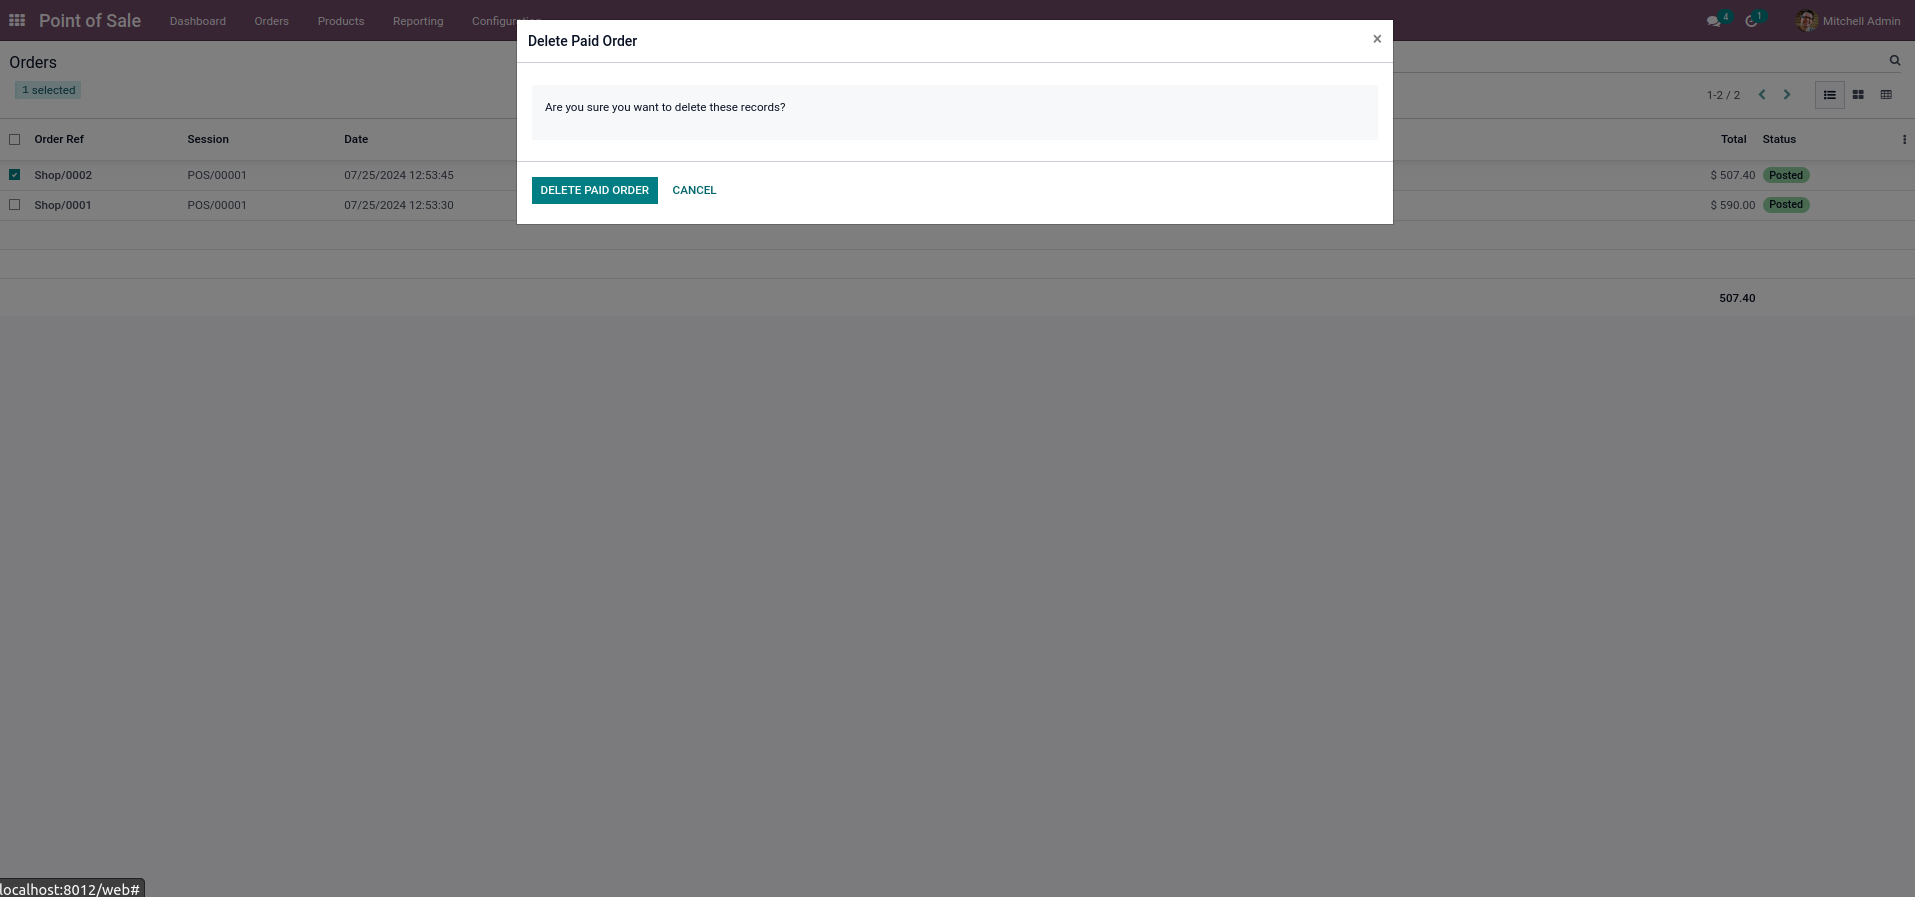 Point of Sale Dashboard Orders Products Reporting 4 1 Mitchell Admin
Delete Paid Order ×
Orders
1 selected
1-2 / 2
Are you sure you want to delete these records?
Order Ref Session Date Total Status
Shop/0002 POS/00001 07/25/2024 12:53:45 $ 507.40 Posted
DELETE PAID ORDER CANCEL
Shop/0001 POS/00001 07/25/2024 12:53:30 $ 590.00 Posted
507.40
localhost:8012/web#